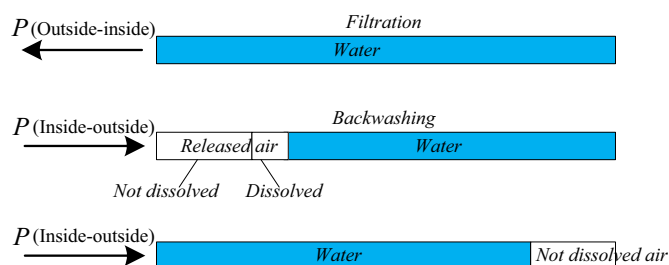 Filtration
P(Outside-inside)
Water
Backwashing
P(Inside-outside)
Released air
Water
Not dissolved
Dissolved
P(Inside-outside)
Water
Not dissolved air